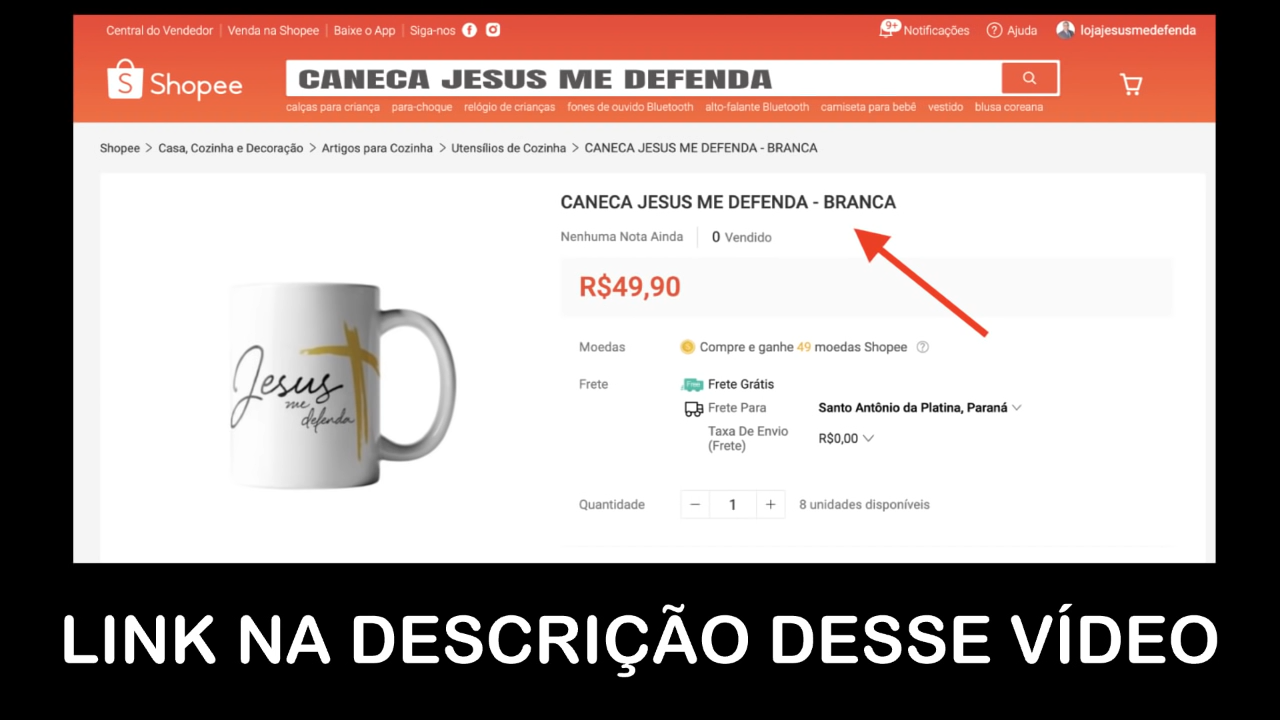 Central do Vendedor | Venda na Shopee | Baixe o App | Siga-nos
9+ Notificações
Ajuda
lojajesusmedefenda
Shopee
CANECA JESUS ME DEFENDA
calças para criança para-choque relógio de crianças fones de ouvido Bluetooth alto-falante Bluetooth camiseta para bebê vestido blusa coreana
Shopee > Casa, Cozinha e Decoração > Artigos para Cozinha > Utensílios de Cozinha > CANECA JESUS ME DEFENDA - BRANCA
CANECA JESUS ME DEFENDA - BRANCA
Nenhuma Nota Ainda | 0 Vendido
R$49,90
Jesus
me
defenda
Moedas Compre e ganhe 49 moedas Shopee
Frete Free Frete Grátis
Frete Para Santo Antônio da Platina, Paraná
Taxa De Envio
(Frete) R$0,00
Quantidade − 1 + 8 unidades disponíveis
LINK NA DESCRIÇÃO DESSE VÍDEO